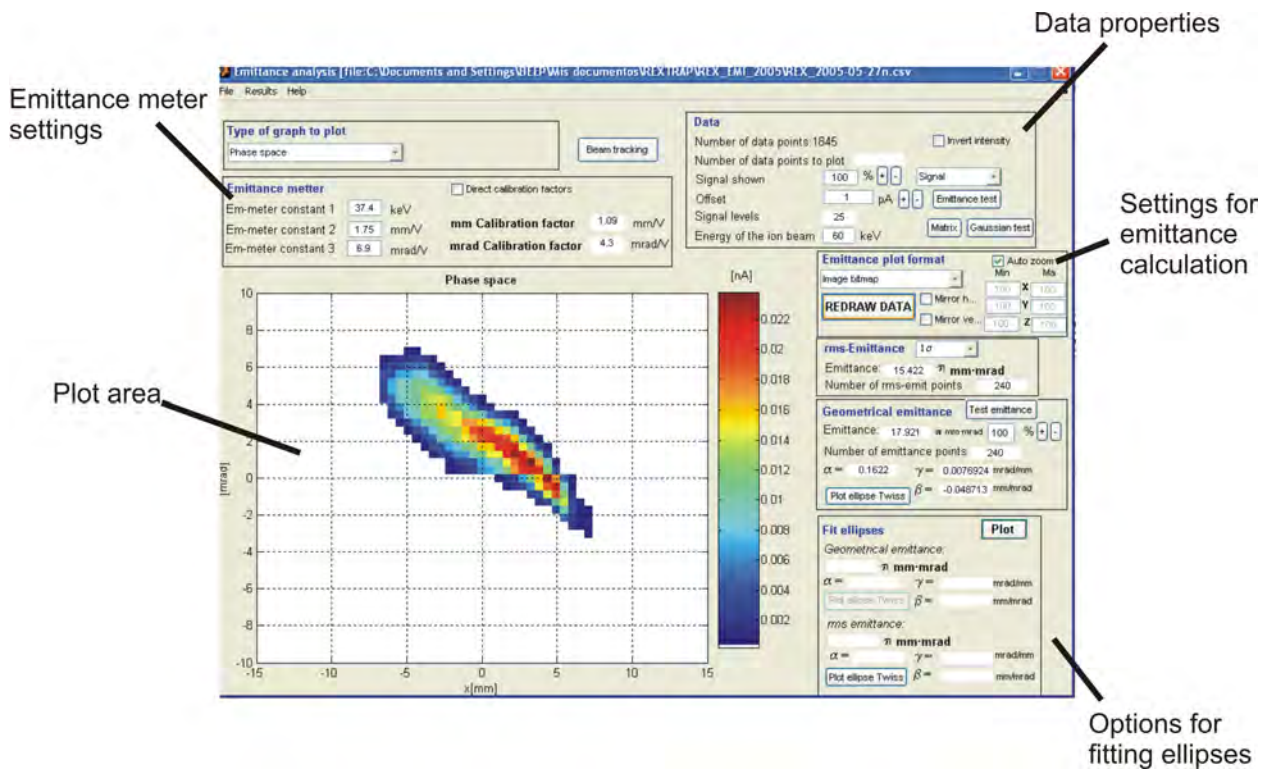 Data properties
Emittance meter
settings
Settings for
emittance
calculation
Plot area
Options for
fitting ellipses
Emittance analysis [file:C:\Documents and Settings\JEEP\Mis documentos\REXTRAP\REX_EMI_2005\REX_2005-05-27n.csv
File Results Help
Type of graph to plot
Phase space
Beam tracking
Emittance metter
Direct calibration factors
Em-meter constant 1 37.4 keV
Em-meter constant 2 1.75 mm/V
Em-meter constant 3 6.9 mrad/V
mm Calibration factor 1.09 mm/V
mrad Calibration factor 4.3 mrad/V
Data
Number of data points: 1845
Invert intensity
Number of data points to plot
Signal shown 100 % + - Signal
Offset 1 pA + - Emittance test
Signal levels 25
Matrix Gaussian test
Energy of the ion beam 60 keV
Emittance plot format
Auto zoom
Image bitmap
Min Ma
100 X 100
REDRAW DATA
Mirror h...
100 Y 100
Mirror ve...
100 Z 100
rms-Emittance 1σ
Emittance: 15.422 π mm·mrad
Number of rms-emit points 240
Geometrical emittance Test emittance
Emittance: 17.921 π mm·mrad 100 % + -
Number of emittance points 240
α = 0.1622 γ = 0.0076924 mrad/mm
Plot ellipse Twiss β = -0.048713 mm/mrad
Fit ellipses Plot
Geometrical emittance:
π mm·mrad
α = γ = mrad/mm
Plot ellipse Twiss β = mm/mrad
rms emittance:
π mm·mrad
α = γ = mrad/mm
Plot ellipse Twiss β = mm/mrad
Phase space
[nA]
10
8
6
4
2
0
-2
-4
-6
-8
-10
[mrad]
-15 -10 -5 0 5 10 15
x[mm]
0.022
0.02
0.018
0.016
0.014
0.012
0.01
0.008
0.006
0.004
0.002